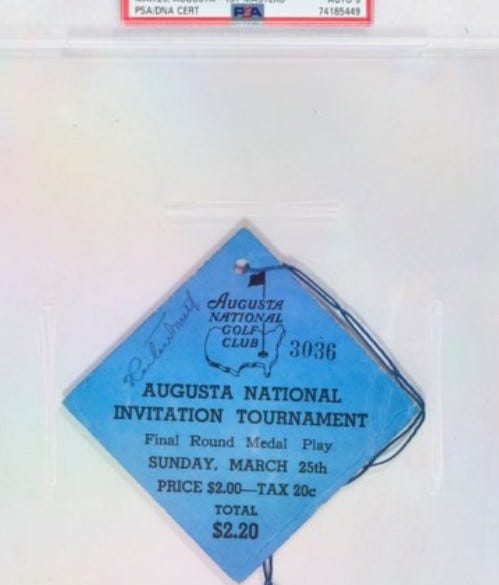 PSA/DNA CERT
PSA
74185449
AUGUSTA
NATIONAL
GOLF
CLUB
3036
AUGUSTA NATIONAL
INVITATION TOURNAMENT
Final Round Medal Play
SUNDAY, MARCH 25th
PRICE $2.00—TAX 20c
TOTAL
$2.20